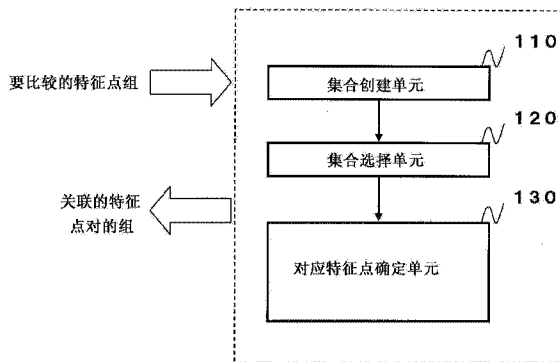 110
要比较的特征点组
集合创建单元
120
集合选择单元
关联的特征
点对的组
130
对应特征点确定单元